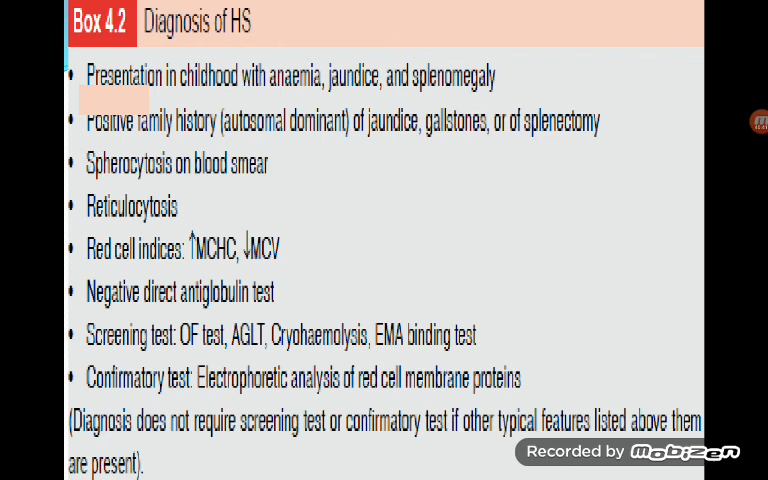 Box 4.2 Diagnosis of HS
• Presentation in childhood with anaemia, jaundice, and splenomegaly
• Positive family history (autosomal dominant) of jaundice, gallstones, or of splenectomy
• Spherocytosis on blood smear
• Reticulocytosis
• Red cell indices: ↑MCHC, ↓MCV
• Negative direct antiglobulin test
• Screening test: OF test, AGLT, Cryohaemolysis, EMA binding test
• Confirmatory test: Electrophoretic analysis of red cell membrane proteins
(Diagnosis does not require screening test or confirmatory test if other typical features listed above them
are present).
Recorded by mobizen